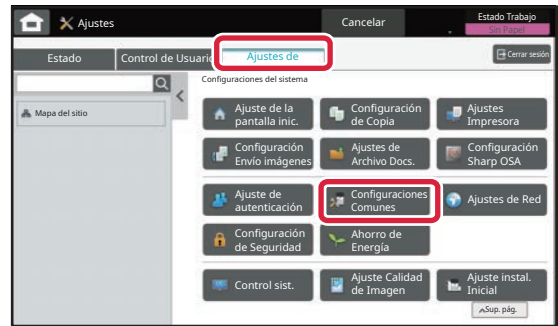 Ajustes
Cancelar
Estado Trabajo
Sin Papel
Estado
Control de Usuario
Ajustes de
Cerrar sesión
Configuraciones del sistema
Mapa del sitio
Ajuste de la
pantalla inic.
Configuración
de Copia
Ajustes
Impresora
Configuración
Envío imágenes
Ajustes de
Archivo Docs.
Configuración
Sharp OSA
Ajuste de
autenticación
Configuraciones
Comunes
Ajustes de Red
Configuración
de Seguridad
Ahorro de
Energía
Control sist.
Ajuste Calidad
de Imagen
Ajuste instal.
Inicial
Sup. pág.